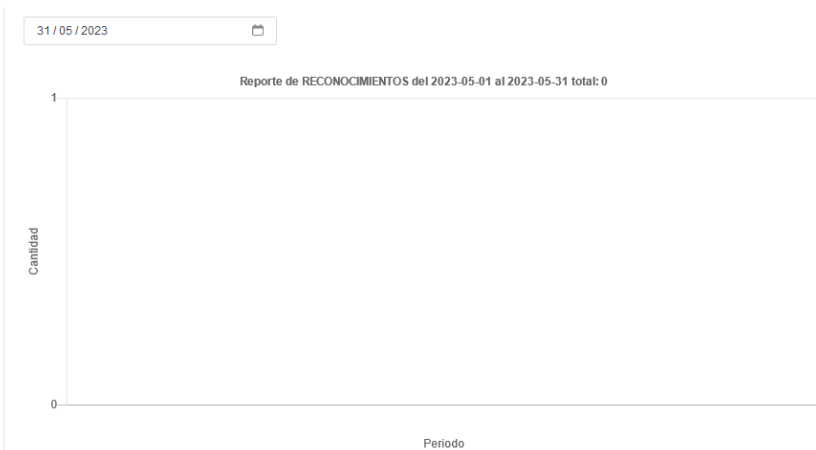 31 / 05 / 2023
Reporte de RECONOCIMIENTOS del 2023-05-01 al 2023-05-31 total: 0
1
Cantidad
0
Periodo